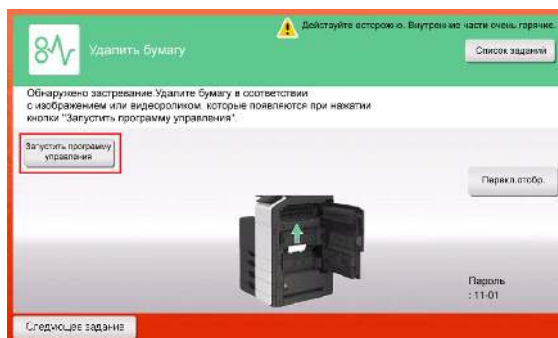 Действуйте осторожно. Внутренние части очень горячие.
Удалить бумагу
Список заданий
Обнаружено застревание.Удалите бумагу в соответствии
с изображением или видеороликом, которые появляются при нажатии
кнопки "Запустить программу управления".
Запустить программу
управления
Перекл.отобр.
Пароль
: 11-01
Следующее задание